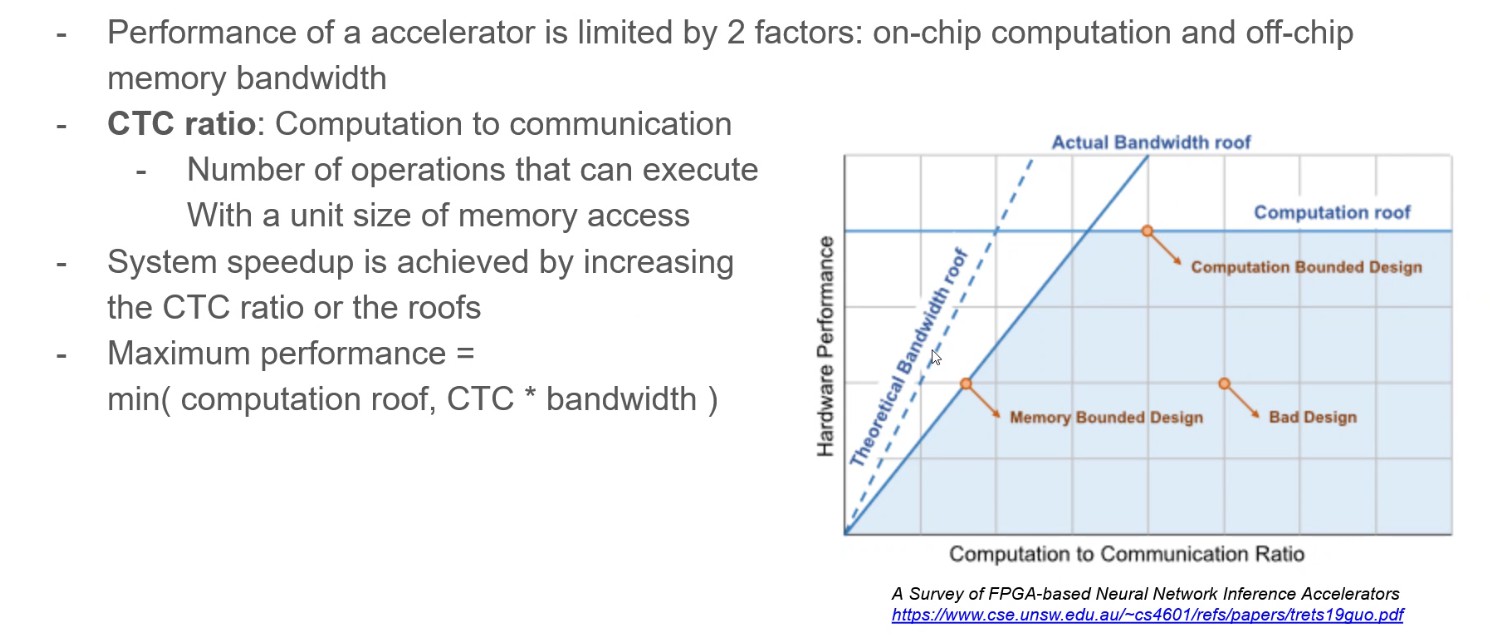 - Performance of a accelerator is limited by 2 factors: on-chip computation and off-chip
memory bandwidth
- CTC ratio: Computation to communication
- Number of operations that can execute
With a unit size of memory access
- System speedup is achieved by increasing
the CTC ratio or the roofs
- Maximum performance =
min( computation roof, CTC * bandwidth )
Actual Bandwidth roof
Computation roof
Computation Bounded Design
Theoretical Bandwidth roof
Memory Bounded Design
Bad Design
Hardware Performance
Computation to Communication Ratio
A Survey of FPGA-based Neural Network Inference Accelerators
https://www.cse.unsw.edu.au/~cs4601/refs/papers/trets19guo.pdf